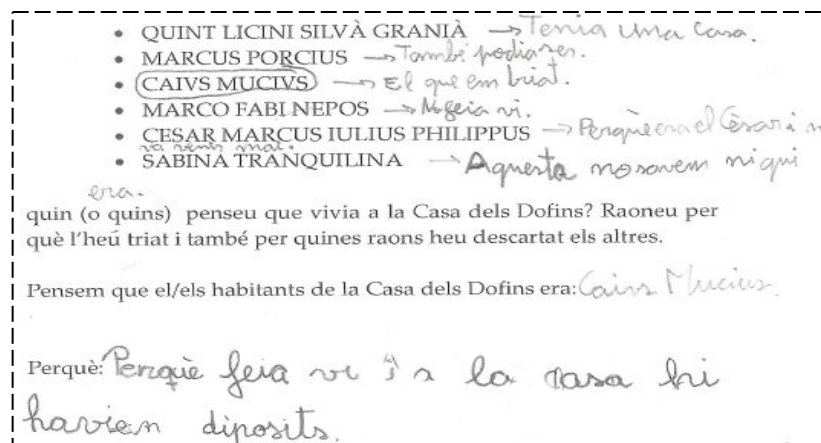 • QUINT LICINI SILVÀ GRANIÀ → Tenia una casa.
• MARCUS PORCIUS → També podia ser.
• CAIVS MUCIVS → El que em triat.
• MARCO FABI NEPOS → No feia vi.
• CESAR MARCUS IULIUS PHILIPPUS → Perquè era el Cèsar i
va venir mal.
• SABINA TRANQUILINA → Aquesta no savem ni qui
era.
quin (o quins) penseu que vivia a la Casa dels Dofins? Raoneu per
què l'heu triat i també per quines raons heu descartat els altres.
Pensem que el/els habitants de la Casa dels Dofins era: Caius Mucius.
Perquè: Perquè feia vi i a la casa hi
havien diposits.